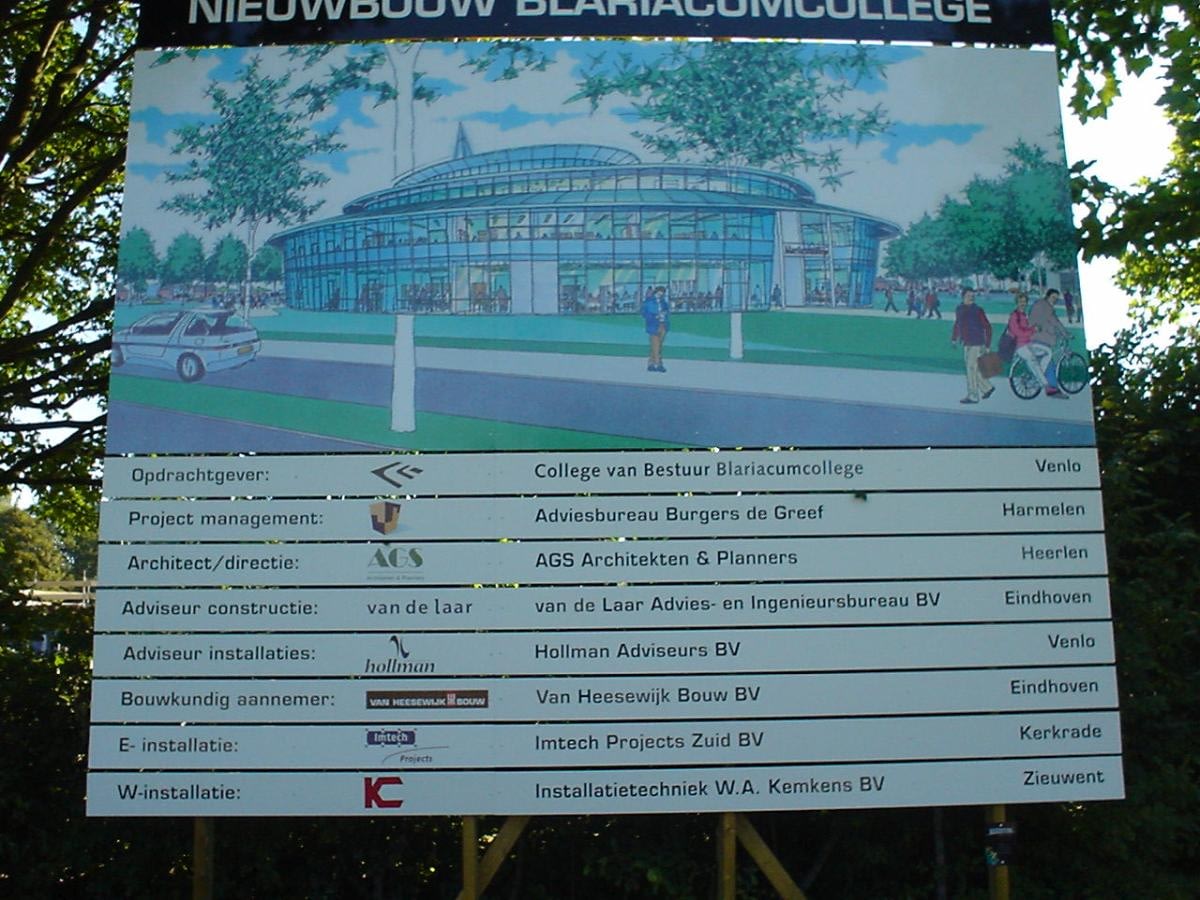 NIEUWBOUW BLARIACUMCOLLEGE
Opdrachtgever: College van Bestuur Blariacumcollege Venlo
Project management: Adviesbureau Burgers de Greef Harmelen
Architect/directie: AGS Architekten & Planners AGS Architekten & Planners Heerlen
Adviseur constructie: van de laar van de Laar Advies- en Ingenieursbureau BV Eindhoven
Adviseur installaties: hollman Hollman Adviseurs BV Venlo
Bouwkundig aannemer: VAN HEESEWIJK BOUW Van Heesewijk Bouw BV Eindhoven
E- installatie: Imtech Projects Imtech Projects Zuid BV Kerkrade
W-installatie: KC Installatietechniek W.A. Kemkens BV Zieuwent